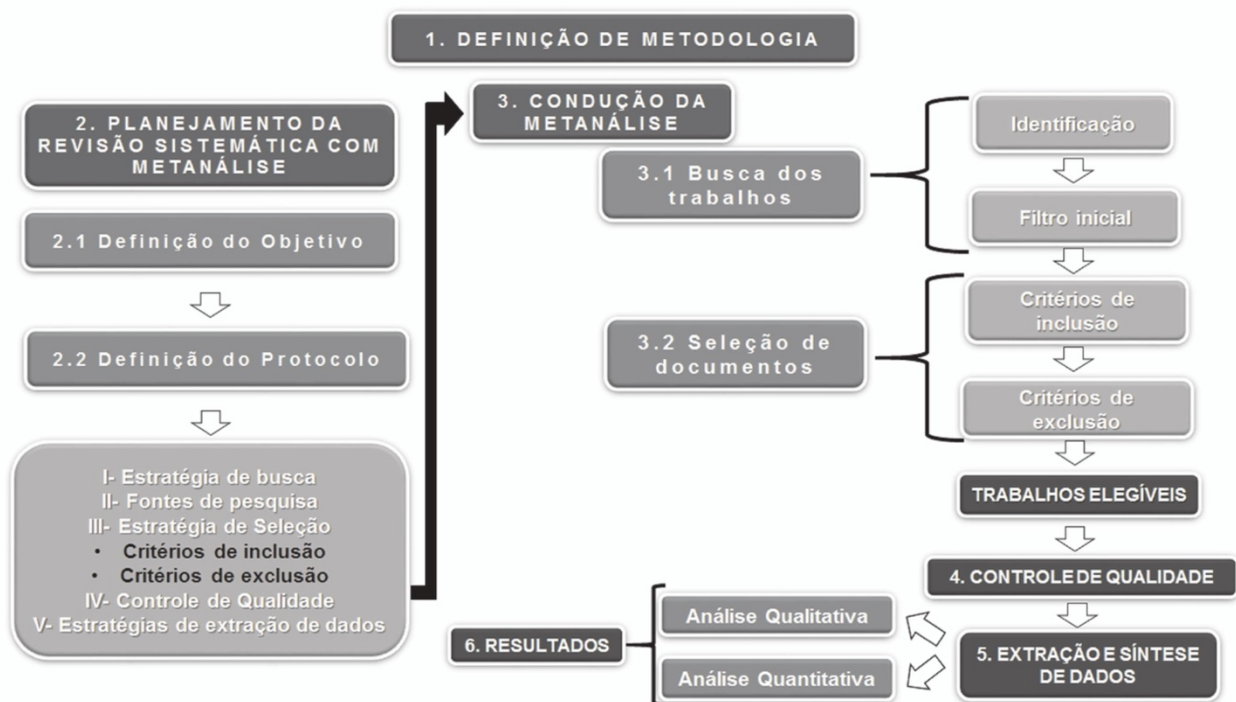 1. DEFINIÇÃO DE METODOLOGIA
2. PLANEJAMENTO DA
REVISÃO SISTEMÁTICA COM
METANÁLISE
2.1 Definição do Objetivo
2.2 Definição do Protocolo
I- Estratégia de busca
II- Fontes de pesquisa
III- Estratégia de Seleção
• Critérios de inclusão
• Critérios de exclusão
IV- Controle de Qualidade
V- Estratégias de extração de dados
3. CONDUÇÃO DA
METANÁLISE
3.1 Busca dos
trabalhos
Identificação
Filtro inicial
3.2 Seleção de
documentos
Critérios de
inclusão
Critérios de
exclusão
TRABALHOS ELEGÍVEIS
4. CONTROLE DE QUALIDADE
5. EXTRAÇÃO E SÍNTESE
DE DADOS
Análise Qualitativa
6. RESULTADOS
Análise Quantitativa